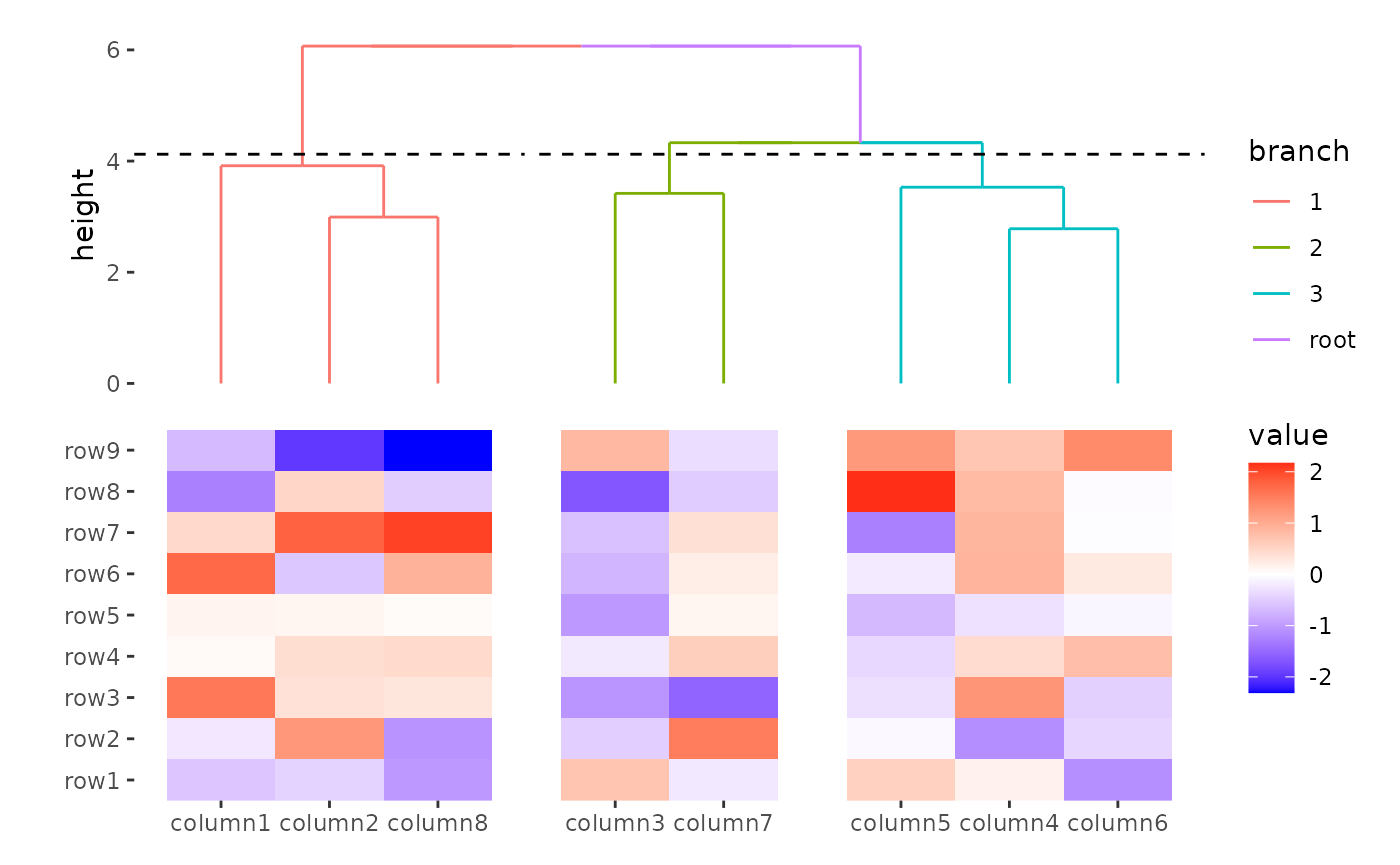 6
4
2
0
height
branch
1
2
3
root
row9
row8
row7
row6
row5
row4
row3
row2
row1
value
2
1
0
-1
-2
column1 column2 column8 column3 column7 column5 column4 column6